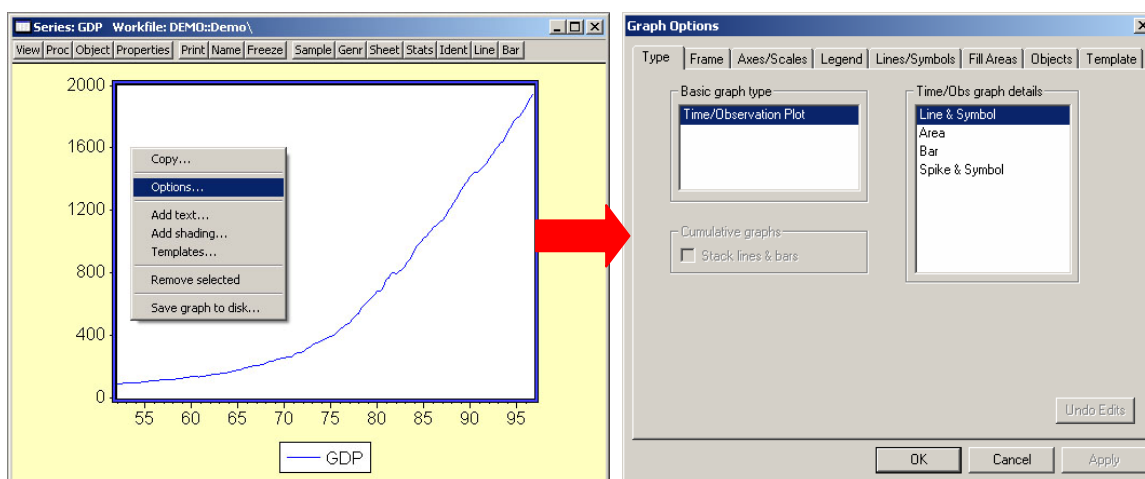 Series: GDP   Workfile: DEMO::Demo\
View Proc Object Properties Print Name Freeze Sample Genr Sheet Stats Ident Line Bar
2000
1600
1200
800
400
0
55 60 65 70 75 80 85 90 95
GDP
Copy...
Options...
Add text...
Add shading...
Templates...
Remove selected
Save graph to disk...
Graph Options
Type Frame Axes/Scales Legend Lines/Symbols Fill Areas Objects Template
Basic graph type
Time/Observation Plot
Cumulative graphs
Stack lines & bars
Time/Obs graph details
Line & Symbol
Area
Bar
Spike & Symbol
Undo Edits
OK Cancel Apply